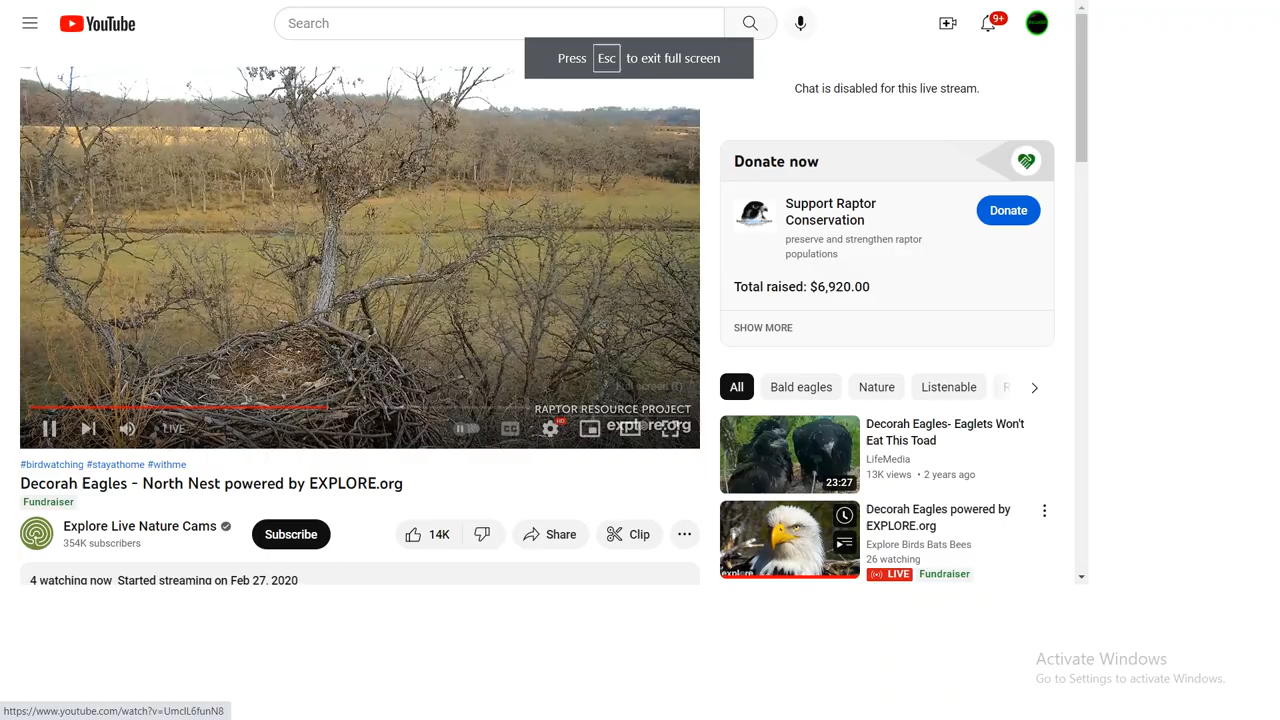 YouTube
Search
9+
Press Esc to exit full screen
Chat is disabled for this live stream.
Donate now
Support Raptor
Conservation
preserve and strengthen raptor
populations
Donate
Total raised: $6,920.00
SHOW MORE
All
Bald eagles
Nature
Listenable
Full screen (f)
RAPTOR RESOURCE PROJECT
explore.org
LIVE
CC
HD
#birdwatching #stayathome #withme
Decorah Eagles - North Nest powered by EXPLORE.org
Fundraiser
Explore Live Nature Cams
354K subscribers
Subscribe
14K
Share
Clip
4 watching now Started streaming on Feb 27, 2020
Decorah Eagles- Eaglets Won't
Eat This Toad
LifeMedia
13K views • 2 years ago
23:27
Decorah Eagles powered by
EXPLORE.org
Explore Birds Bats Bees
26 watching
LIVE
Fundraiser
explore
Activate Windows
Go to Settings to activate Windows.
https://www.youtube.com/watch?v=UmclL6funN8